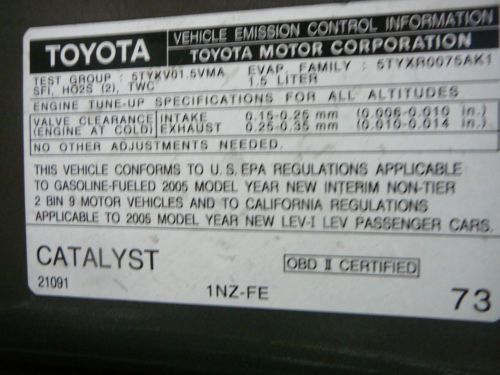 TOYOTA
VEHICLE EMISSION CONTROL INFORMATION
TOYOTA MOTOR CORPORATION
TEST GROUP : 5TYXV01.5VMA EVAP. FAMILY : 5TYXR0075AK1
SFI, HO2S (2), TWC 1.5 LITER
ENGINE TUNE-UP SPECIFICATIONS FOR ALL ALTITUDES
VALVE CLEARANCE INTAKE 0.15-0.25 mm (0.006-0.010 in.)
(ENGINE AT COLD) EXHAUST 0.25-0.35 mm (0.010-0.014 in.)
NO OTHER ADJUSTMENTS NEEDED.
THIS VEHICLE CONFORMS TO U.S. EPA REGULATIONS APPLICABLE
TO GASOLINE-FUELED 2005 MODEL YEAR NEW INTERIM NON-TIER
2 BIN 9 MOTOR VEHICLES AND TO CALIFORNIA REGULATIONS
APPLICABLE TO 2005 MODEL YEAR NEW LEV-I LEV PASSENGER CARS.
CATALYST
OBD II CERTIFIED
21091
1NZ-FE
73